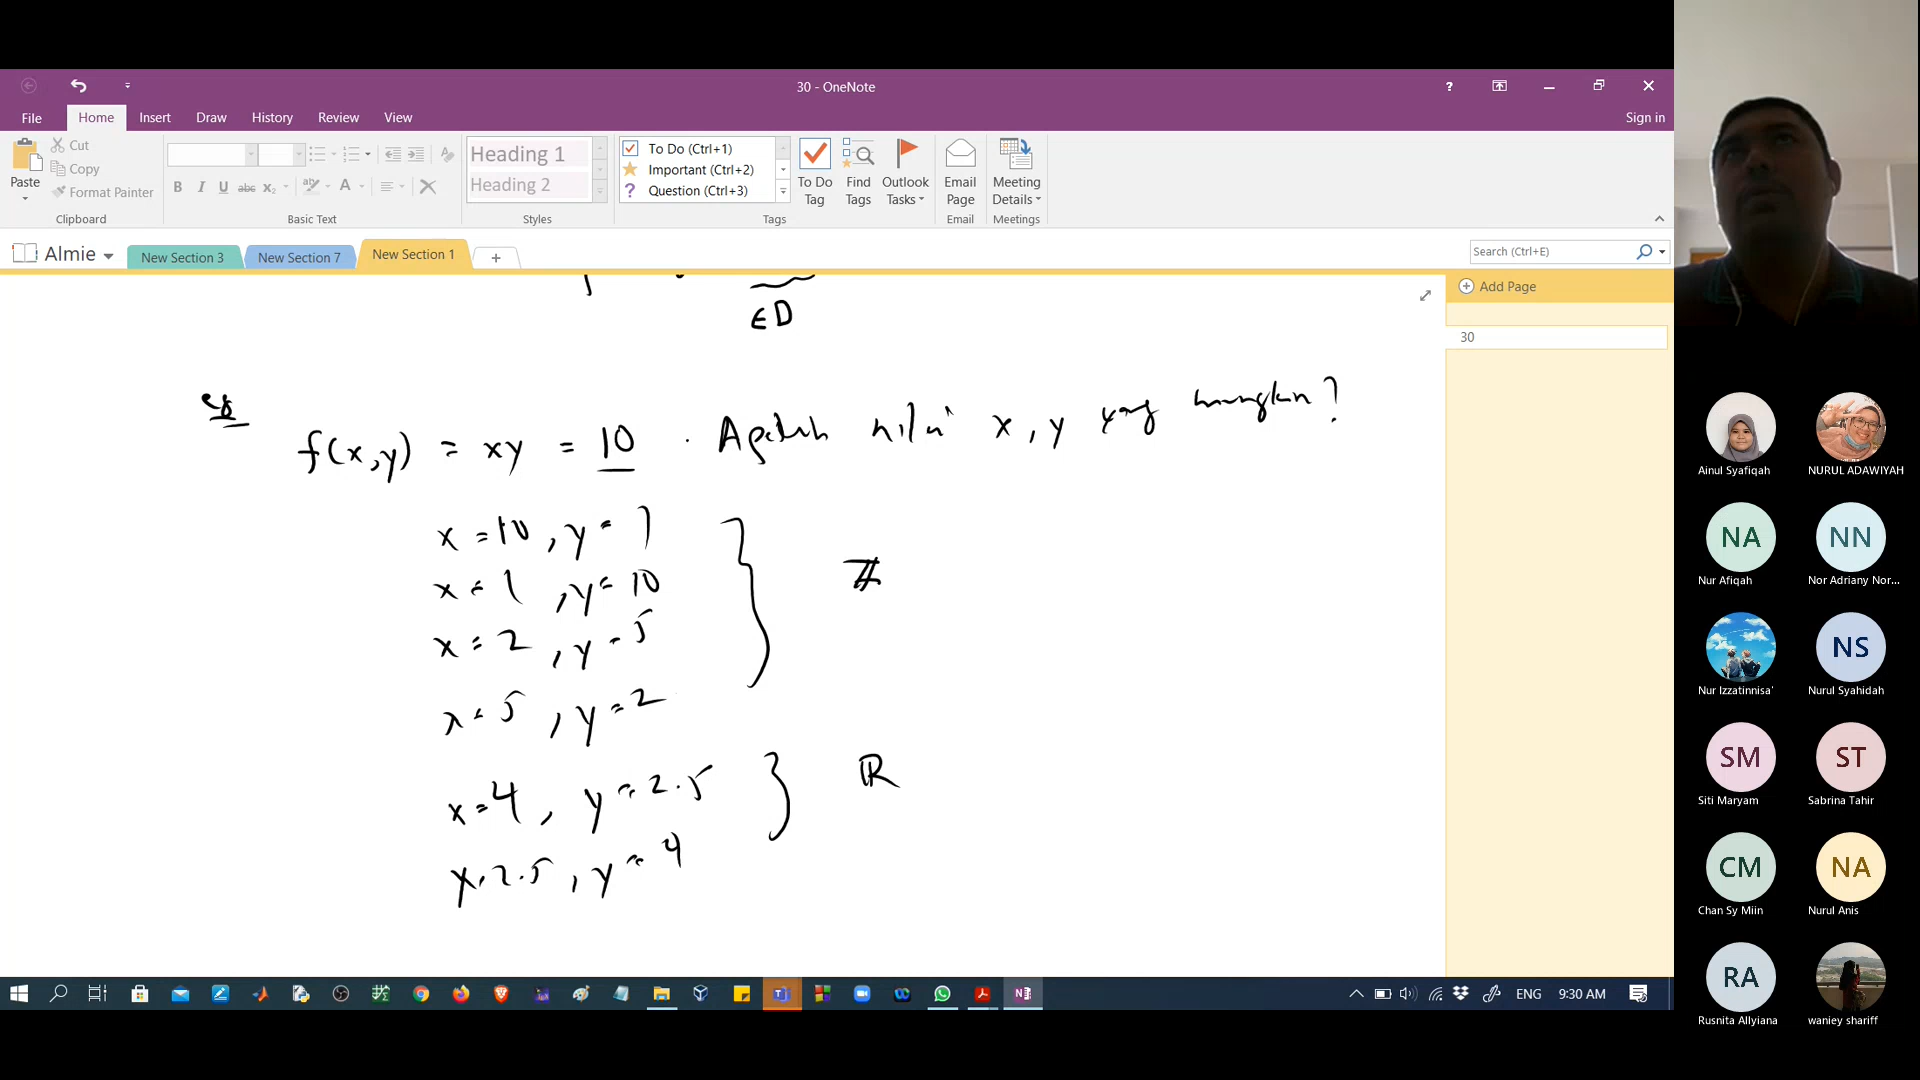 30 - OneNote
?
File
Home
Insert
Draw
History
Review
View
Sign in
Paste
Cut
Copy
Format Painter
Clipboard
B I U abc x₂ A
Basic Text
Heading 1
Heading 2
Styles
To Do (Ctrl+1)
Important (Ctrl+2)
Question (Ctrl+3)
Tags
To Do Tag
Find Tags
Outlook Tasks
Email Page
Email
Meeting Details
Meetings
Almie
New Section 3
New Section 7
New Section 1
+
Search (Ctrl+E)
Add Page
30
∈ D
eg
f(x,y) = xy = 10 . Apakah nilai x, y yang mungkin?
x = 10, y = 1
x = 1, y = 10
x = 2, y = 5
ℤ
x = 5, y = 2
x = 4, y = 2.5
ℝ
x = 2.5, y = 4
Ainul Syafiqah
NURUL ADAWIYAH
NA
Nur Afiqah
NN
Nor Adriany Nor...
Nur Izzatinnisa'
NS
Nurul Syahidah
SM
Siti Maryam
ST
Sabrina Tahir
CM
Chan Sy Miin
NA
Nurul Anis
RA
Rusnita Allyiana
waniey shariff
ENG
9:30 AM